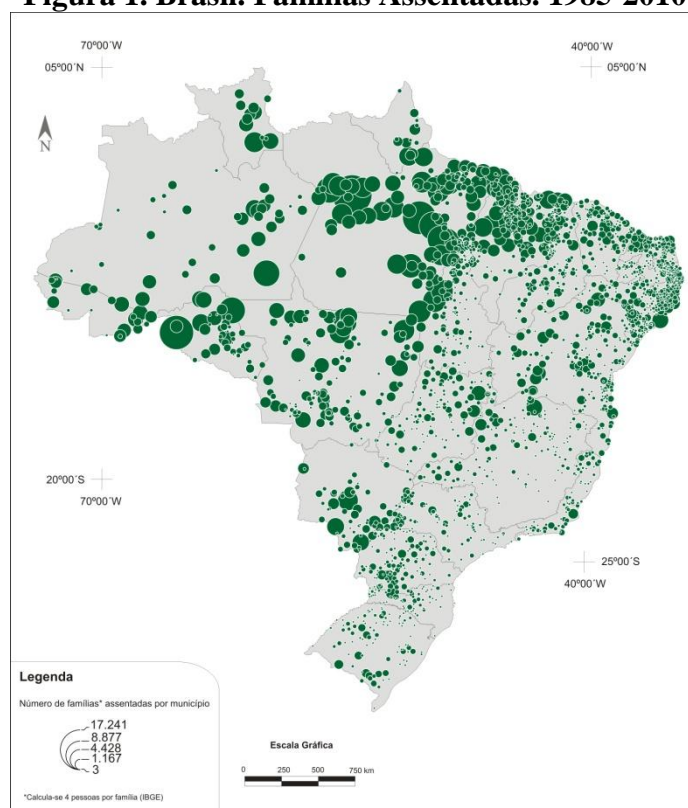 Figura 1. Brasil. Famílias Assentadas. 1985-2010
70º00´W
40º00´W
05º00´N
05º00´N
N
20º00´S
70º00´W
25º00´S
40º00´W
Legenda
Número de famílias* assentadas por município
17.241
8.877
4.428
1.167
3
*Calcula-se 4 pessoas por família (IBGE)
Escala Gráfica
0 250 500 750 km